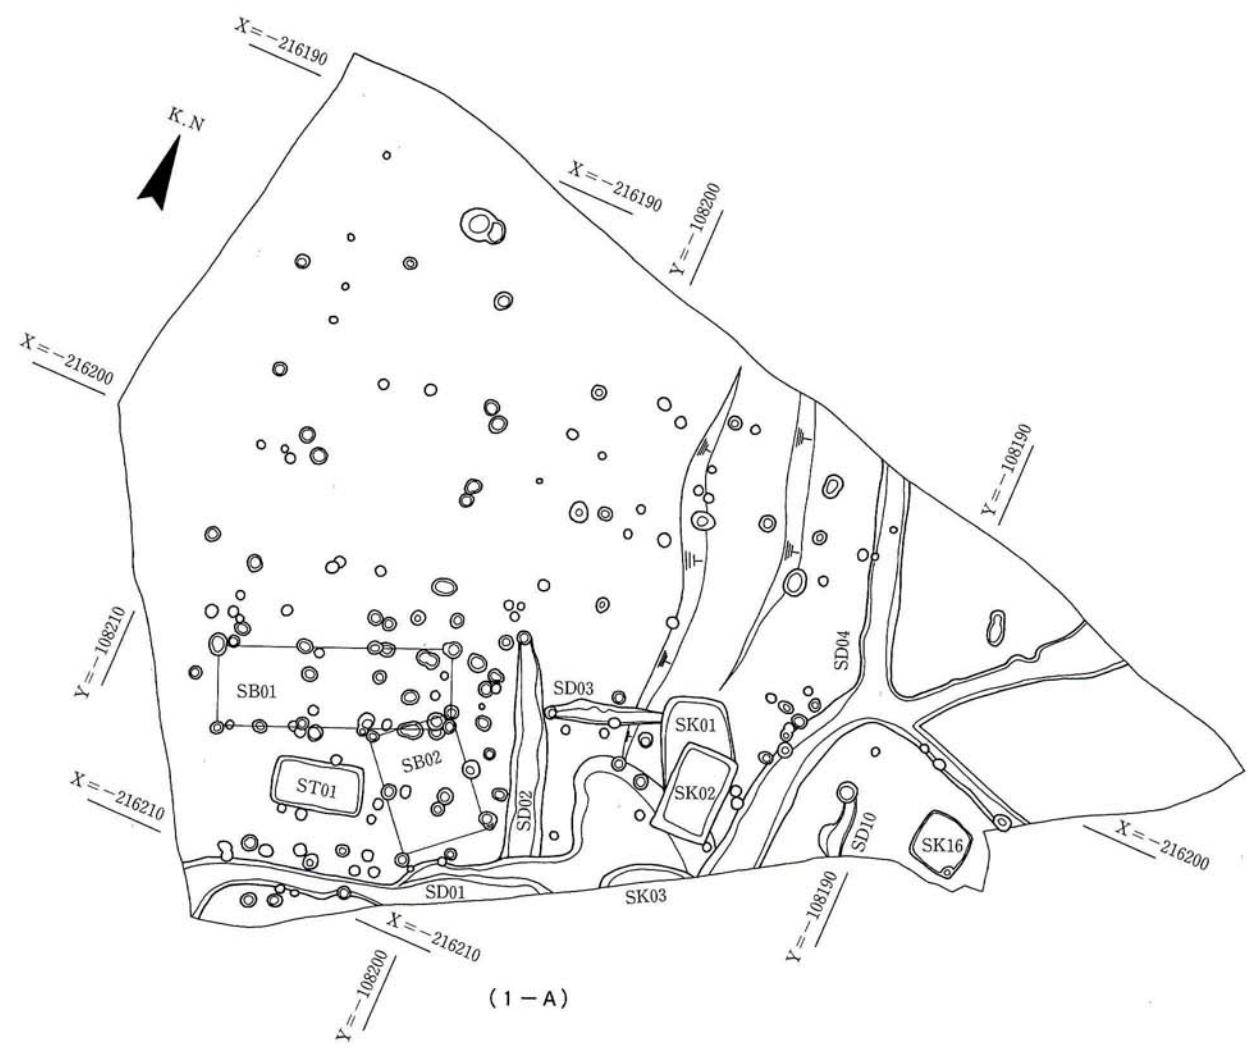 X=-216190
K.N
X=-216190
Y=-108200
X=-216200
Y=-108190
Y=-108210
SD04
SB01
SD03
SK01
SB02
ST01
SK02
SD02
X=-216210
SD10
SK16
X=-216200
SD01
SK03
Y=-108190
X=-216210
Y=-108200
(1-A)